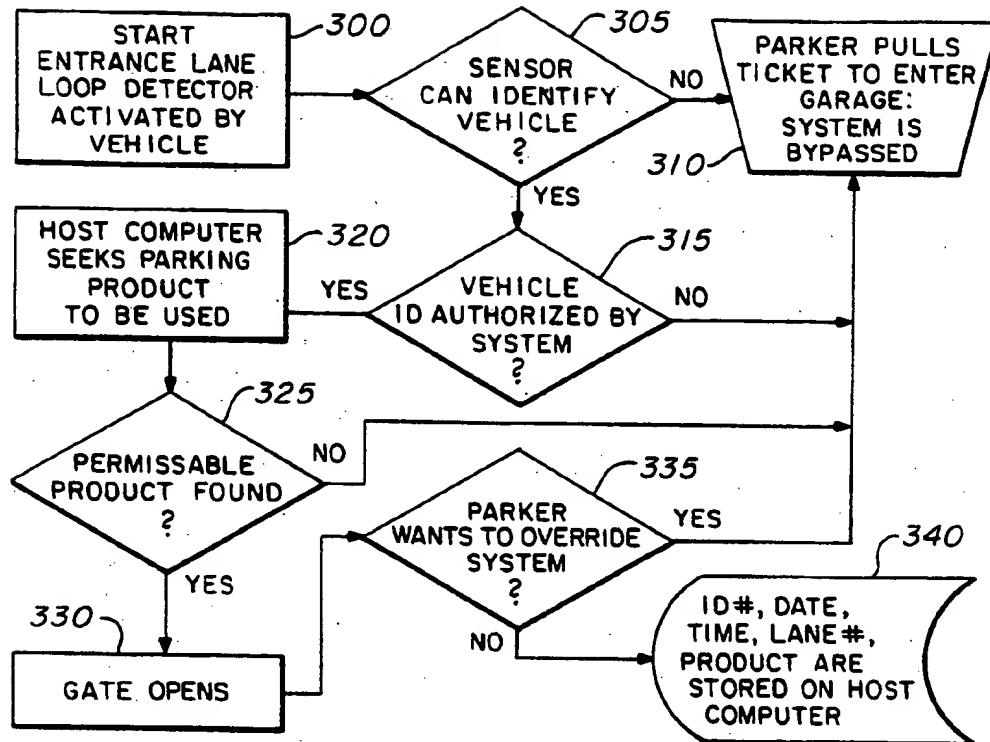 START
ENTRANCE LANE
LOOP DETECTOR
ACTIVATED BY
VEHICLE
300
SENSOR
CAN IDENTIFY
VEHICLE
?
305
NO
YES
PARKER PULLS
TICKET TO ENTER
GARAGE:
SYSTEM IS
BYPASSED
310
VEHICLE
ID AUTHORIZED BY
SYSTEM
?
315
NO
YES
HOST COMPUTER
SEEKS PARKING
PRODUCT
TO BE USED
320
PERMISSABLE
PRODUCT FOUND
?
325
NO
YES
GATE OPENS
330
PARKER
WANTS TO OVERRIDE
SYSTEM
?
335
YES
NO
ID#, DATE,
TIME, LANE#,
PRODUCT ARE
STORED ON HOST
COMPUTER
340